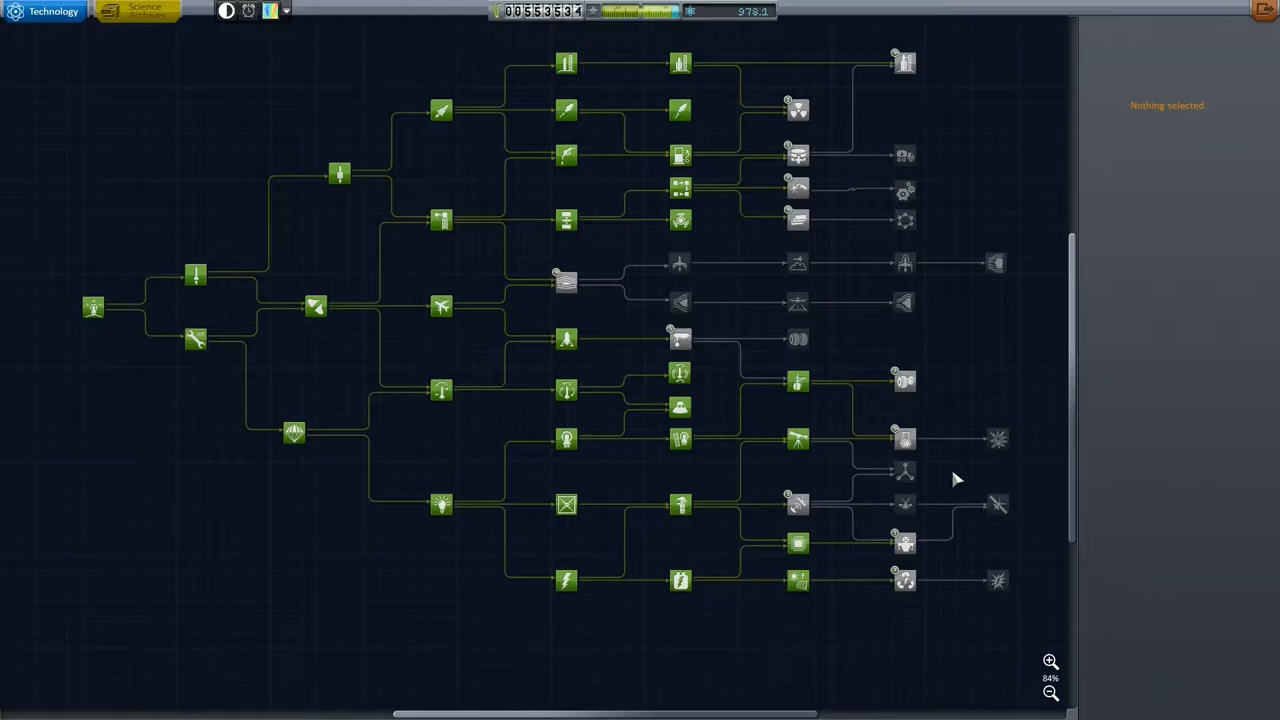 Technology
Science
Archives
00553534
978.1
Nothing selected.
84%